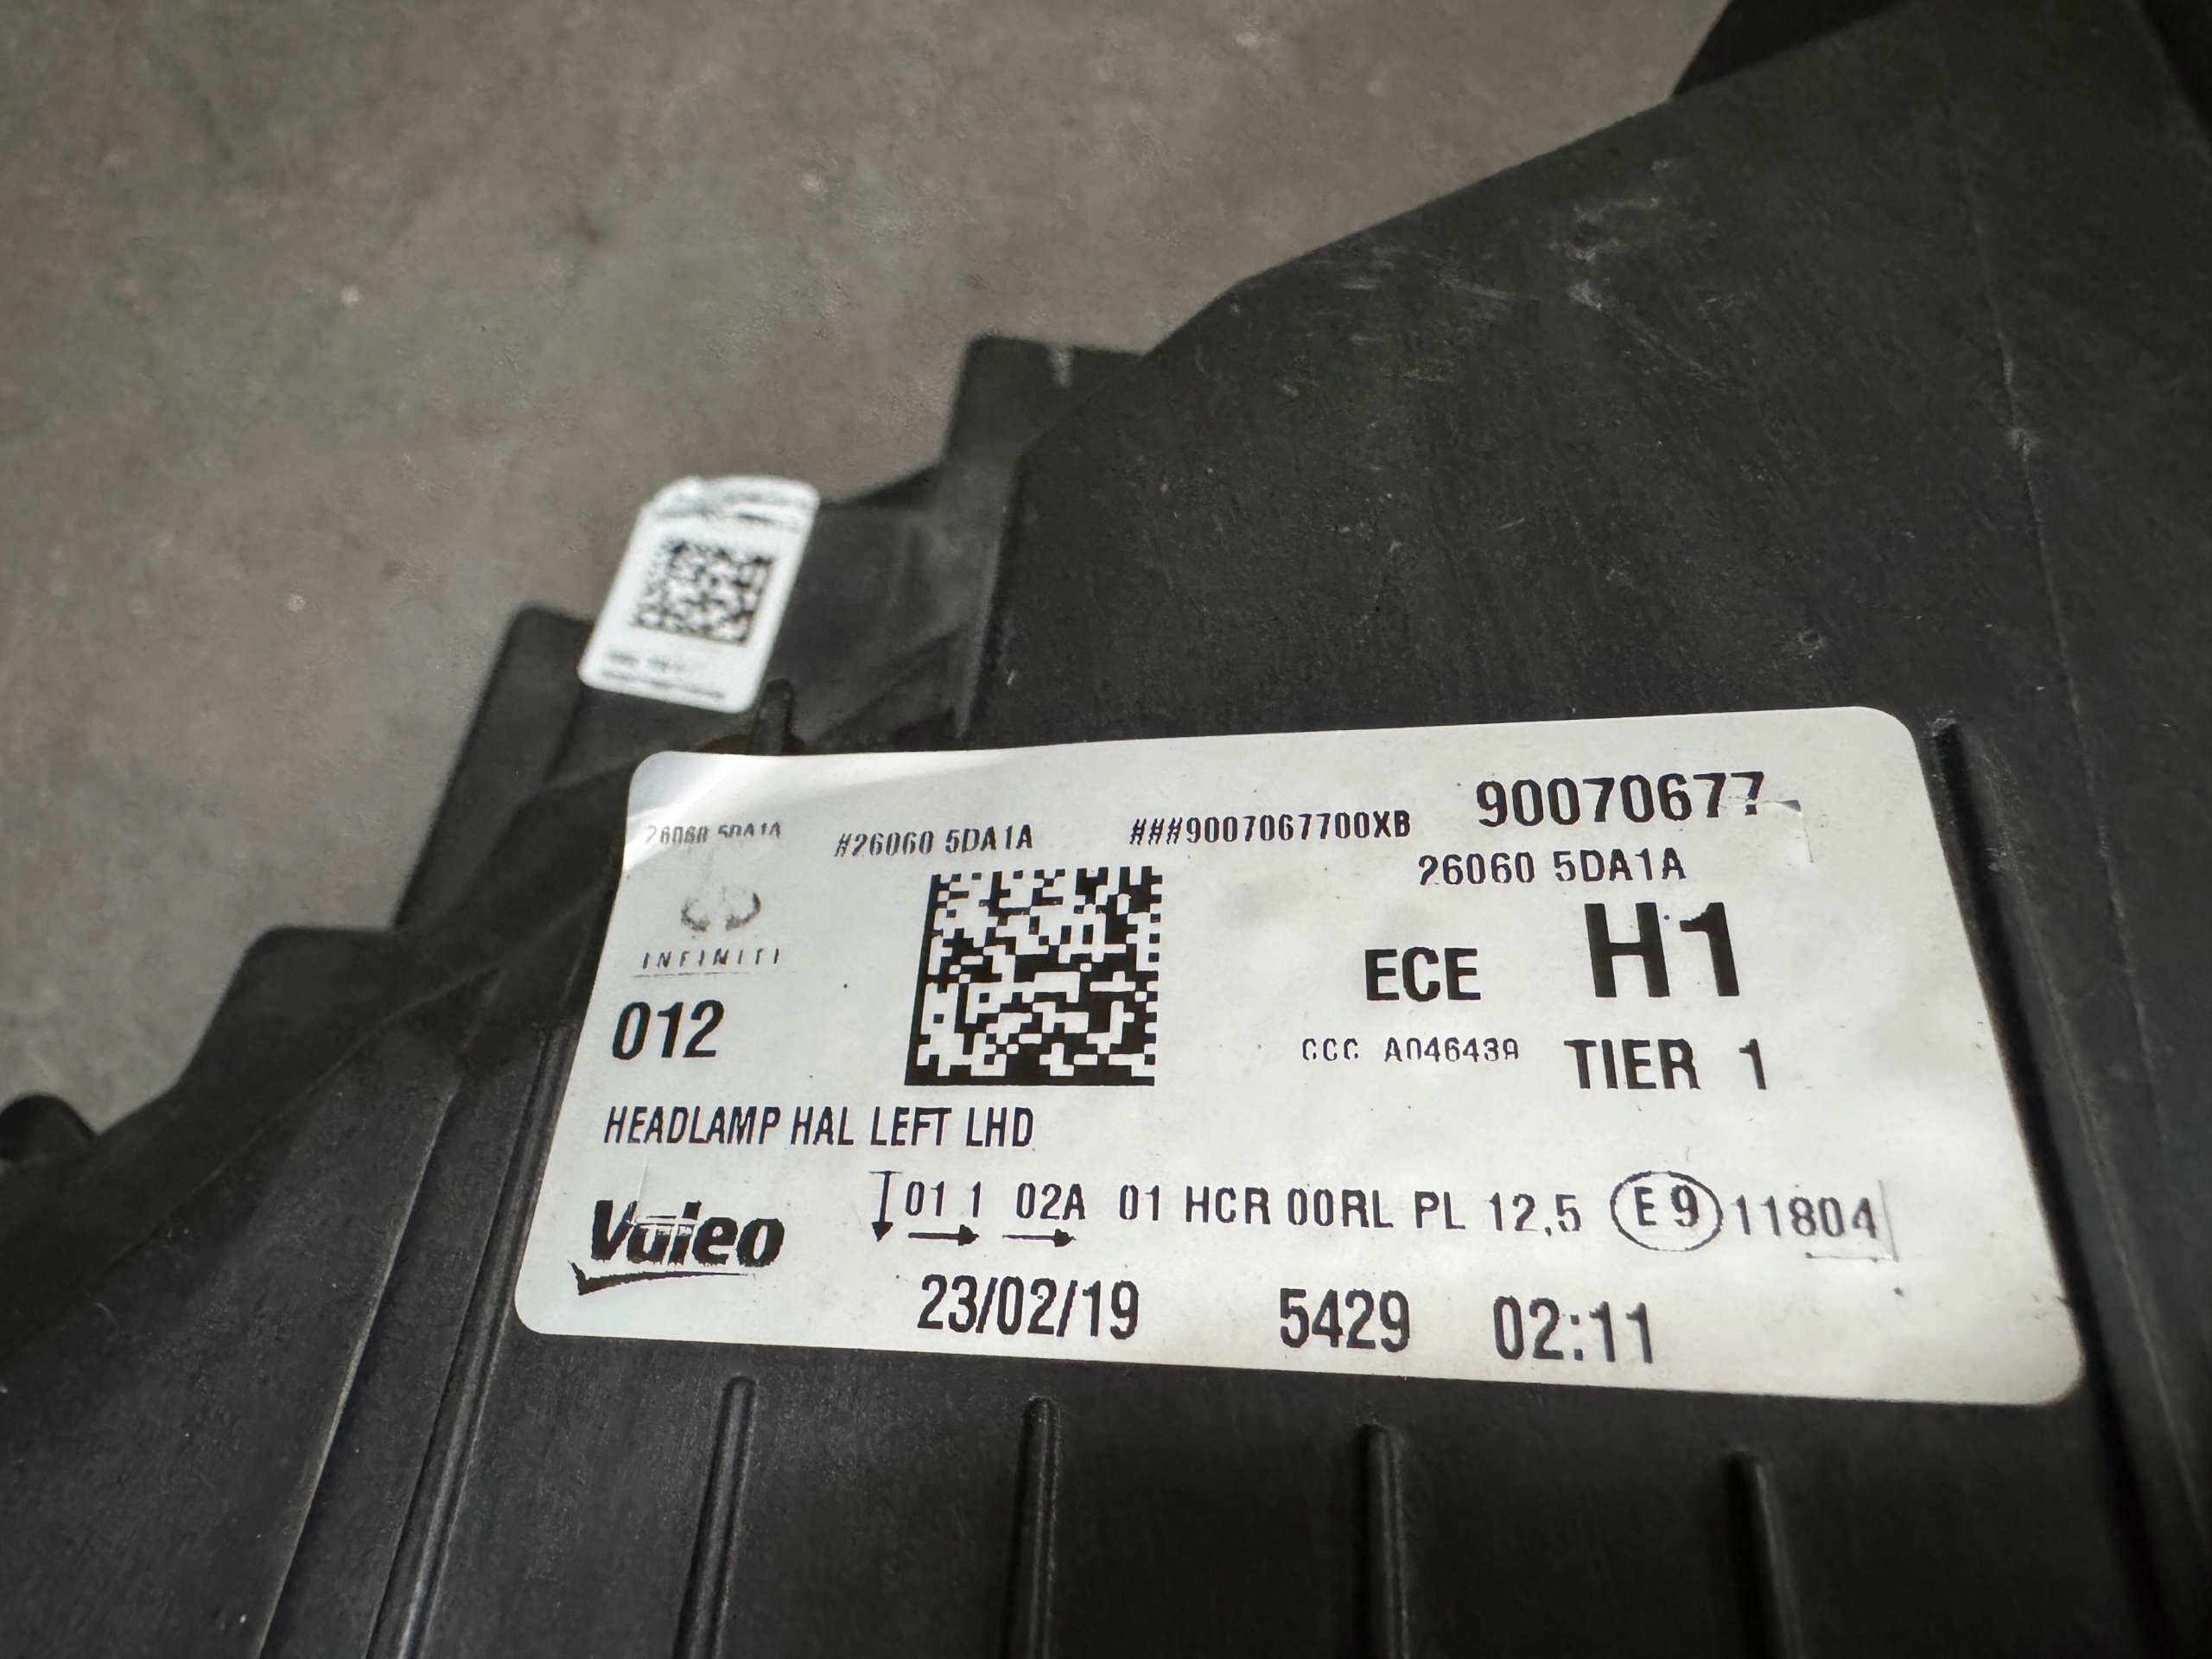 90070677
26060 5DA1A #26060 5DA1A ###9007067700XB
26060 5DA1A
INFINITI
ECE H1
012
CCC A046439
TIER 1
HEADLAMP HAL LEFT LHD
Valeo
01 1 02A 01 HCR 00RL PL 12,5 E9 11804
23/02/19 5429 02:11